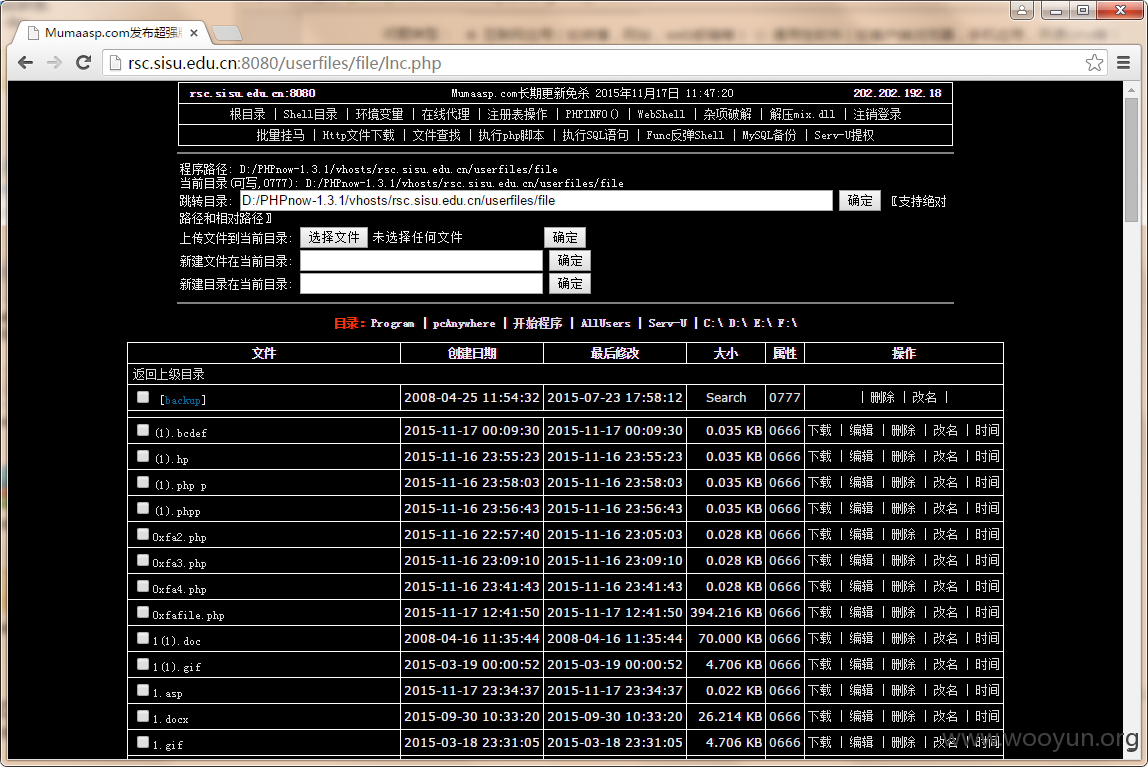 Mumaasp.com发布超强
rsc.sisu.edu.cn:8080/userfiles/file/lnc.php
rsc.sisu.edu.cn:8080 Mumaasp.com长期更新免杀 2015年11月17日 11:47:20 202.202.192.18
根目录 | Shell目录 | 环境变量 | 在线代理 | 注册表操作 | PHPINFO() | WebShell | 杂项破解 | 解压mix.dll | 注销登录
批量挂马 | Http文件下载 | 文件查找 | 执行php脚本 | 执行SQL语句 | Func反弹Shell | MySQL备份 | Serv-U提权
程序路径: D:/PHPnow-1.3.1/vhosts/rsc.sisu.edu.cn/userfiles/file
当前目录(可写,0777): D:/PHPnow-1.3.1/vhosts/rsc.sisu.edu.cn/userfiles/file
跳转目录: D:/PHPnow-1.3.1/vhosts/rsc.sisu.edu.cn/userfiles/file 确定 〖支持绝对
路径和相对路径〗
上传文件到当前目录: 选择文件 未选择任何文件 确定
新建文件在当前目录: 确定
新建目录在当前目录: 确定
目录: Program | pcAnywhere | 开始程序 | AllUsers | Serv-U | C:\ D:\ E:\ F:\
文件 创建日期 最后修改 大小 属性 操作
返回上级目录
[backup] 2008-04-25 11:54:32 2015-07-23 17:58:12 Search 0777 | 删除 | 改名 |
(1).bcdef 2015-11-17 00:09:30 2015-11-17 00:09:30 0.035 KB 0666 下载 | 编辑 | 删除 | 改名 | 时间
(1).hp 2015-11-16 23:55:23 2015-11-16 23:55:23 0.035 KB 0666 下载 | 编辑 | 删除 | 改名 | 时间
(1).php p 2015-11-16 23:58:03 2015-11-16 23:58:03 0.035 KB 0666 下载 | 编辑 | 删除 | 改名 | 时间
(1).phpp 2015-11-16 23:56:43 2015-11-16 23:56:43 0.035 KB 0666 下载 | 编辑 | 删除 | 改名 | 时间
0xfa2.php 2015-11-16 22:57:40 2015-11-16 23:05:03 0.028 KB 0666 下载 | 编辑 | 删除 | 改名 | 时间
0xfa3.php 2015-11-16 23:09:10 2015-11-16 23:09:10 0.028 KB 0666 下载 | 编辑 | 删除 | 改名 | 时间
0xfa4.php 2015-11-16 23:41:43 2015-11-16 23:41:43 0.028 KB 0666 下载 | 编辑 | 删除 | 改名 | 时间
0xfafile.php 2015-11-17 12:41:50 2015-11-17 12:41:50 394.216 KB 0666 下载 | 编辑 | 删除 | 改名 | 时间
1(1).doc 2008-04-16 11:35:44 2008-04-16 11:35:44 70.000 KB 0666 下载 | 编辑 | 删除 | 改名 | 时间
1(1).gif 2015-03-19 00:00:52 2015-03-19 00:00:52 4.706 KB 0666 下载 | 编辑 | 删除 | 改名 | 时间
1.asp 2015-11-17 23:34:37 2015-11-17 23:34:37 0.022 KB 0666 下载 | 编辑 | 删除 | 改名 | 时间
1.docx 2015-09-30 10:33:20 2015-09-30 10:33:20 26.214 KB 0666 下载 | 编辑 | 删除 | 改名 | 时间
1.gif 2015-03-18 23:31:05 2015-03-18 23:31:05 4.706 KB 0666 下载 | 编辑 | 删除 | 改名 | 时间
www.wooyun.org